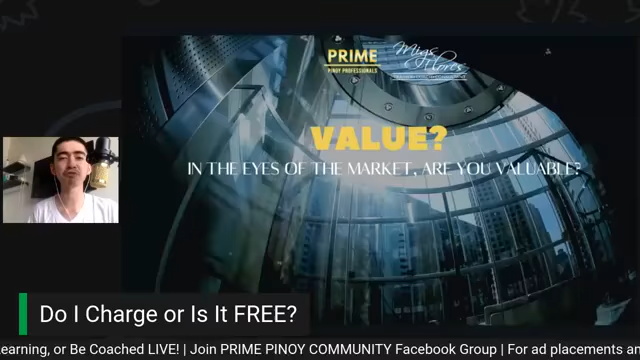 PRIME
PINOY PROFESSIONALS
Migs Flores
VALUE?
IN THE EYES OF THE MARKET, ARE YOU VALUABLE?
Do I Charge or Is It FREE?
Learning, or Be Coached LIVE! | Join PRIME PINOY COMMUNITY Facebook Group | For ad placements an